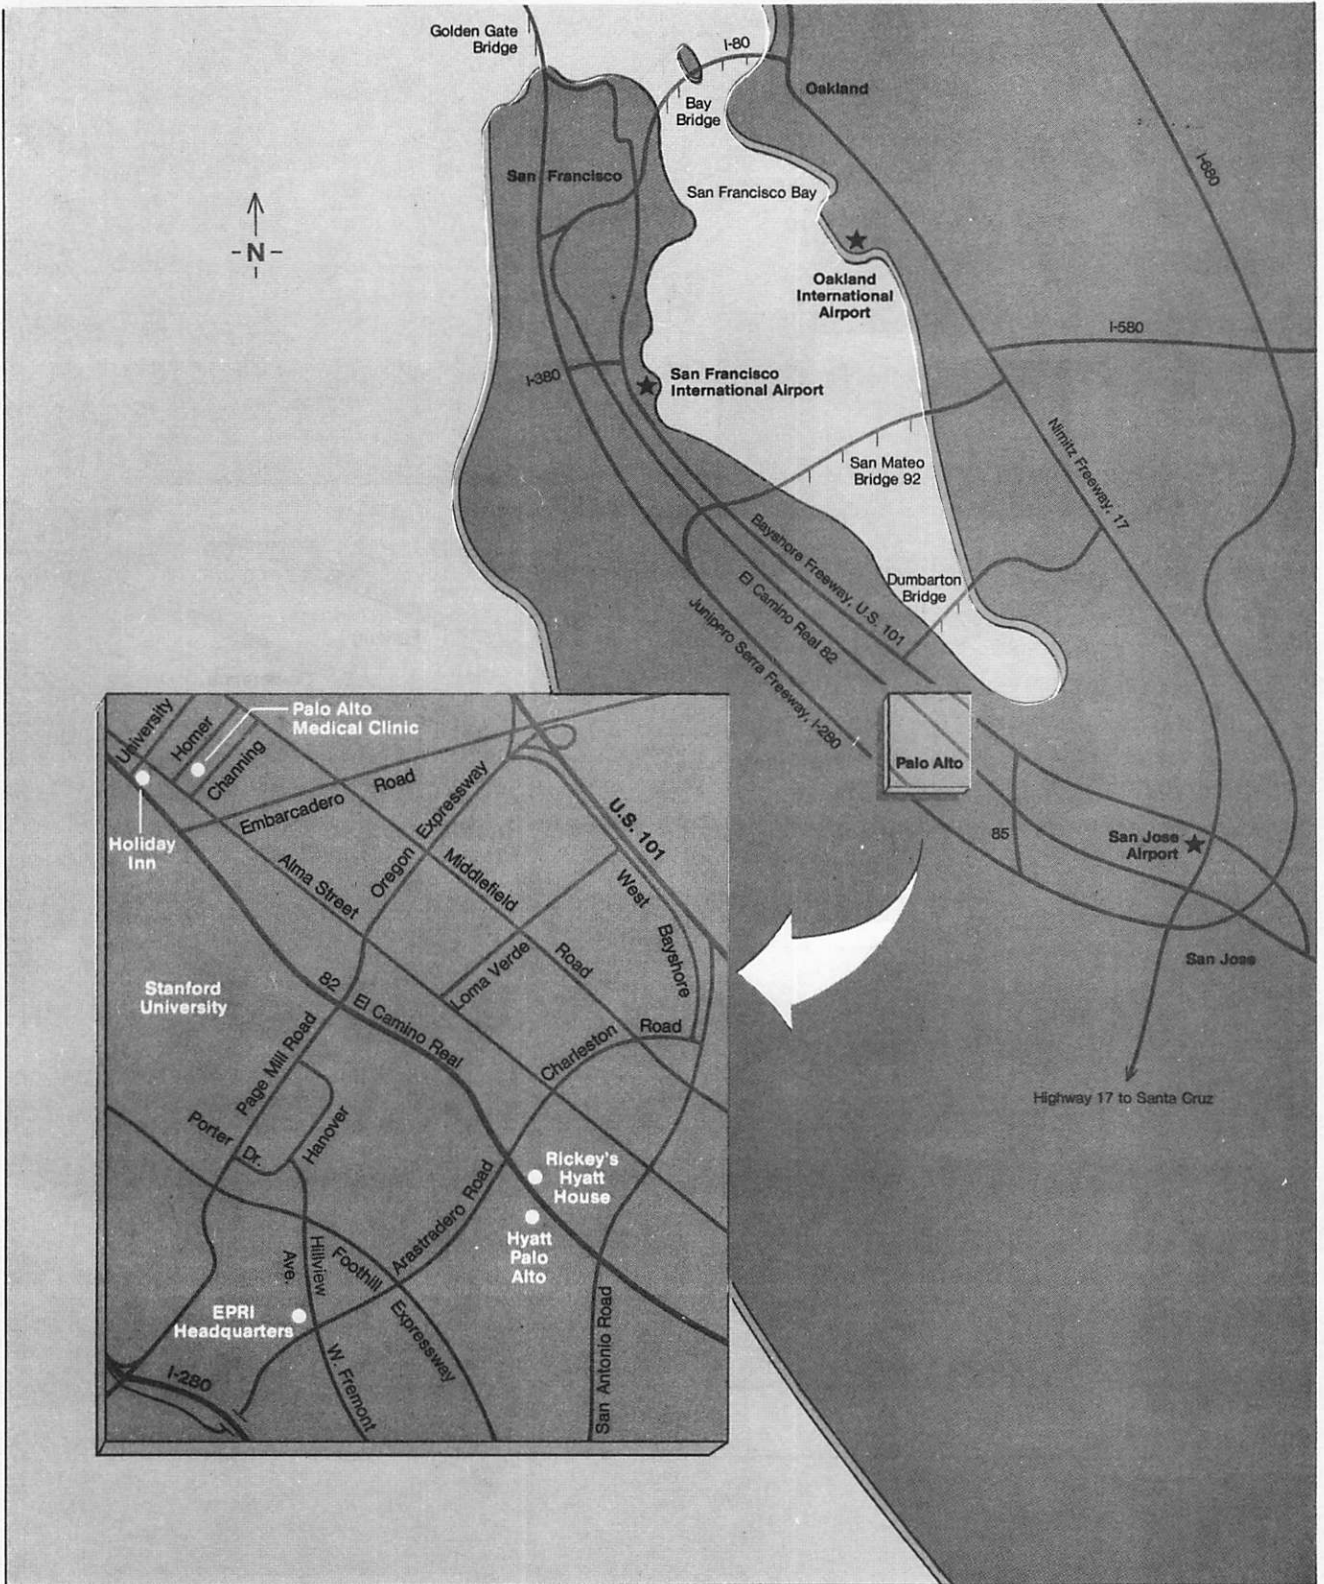 Golden Gate
Bridge
I-80
Oakland
Bay
Bridge
I-680
San Francisco
San Francisco Bay
N
Oakland
International
Airport
I-580
I-380
San Francisco
International Airport
San Mateo
Bridge 92
Nimitz Freeway, 17
Bayshore Freeway, U.S. 101
El Camino Real 82
Junipero Serra Freeway, I-280
Dumbarton
Bridge
Palo Alto
85
San Jose
Airport
San Jose
Highway 17 to Santa Cruz
University
Homer
Channing
Palo Alto
Medical Clinic
Holiday
Inn
Embarcadero Road
Oregon Expressway
U.S. 101
Alma Street
Middlefield Road
West Bayshore
Loma Verde
Stanford
University
82 El Camino Real
Charleston Road
Page Mill Road
Porter Dr.
Hanover
Rickey's
Hyatt
House
Hyatt
Palo
Alto
Arastradero Road
Hillview Ave.
Foothill Expressway
EPRI
Headquarters
W. Fremont
San Antonio Road
I-280